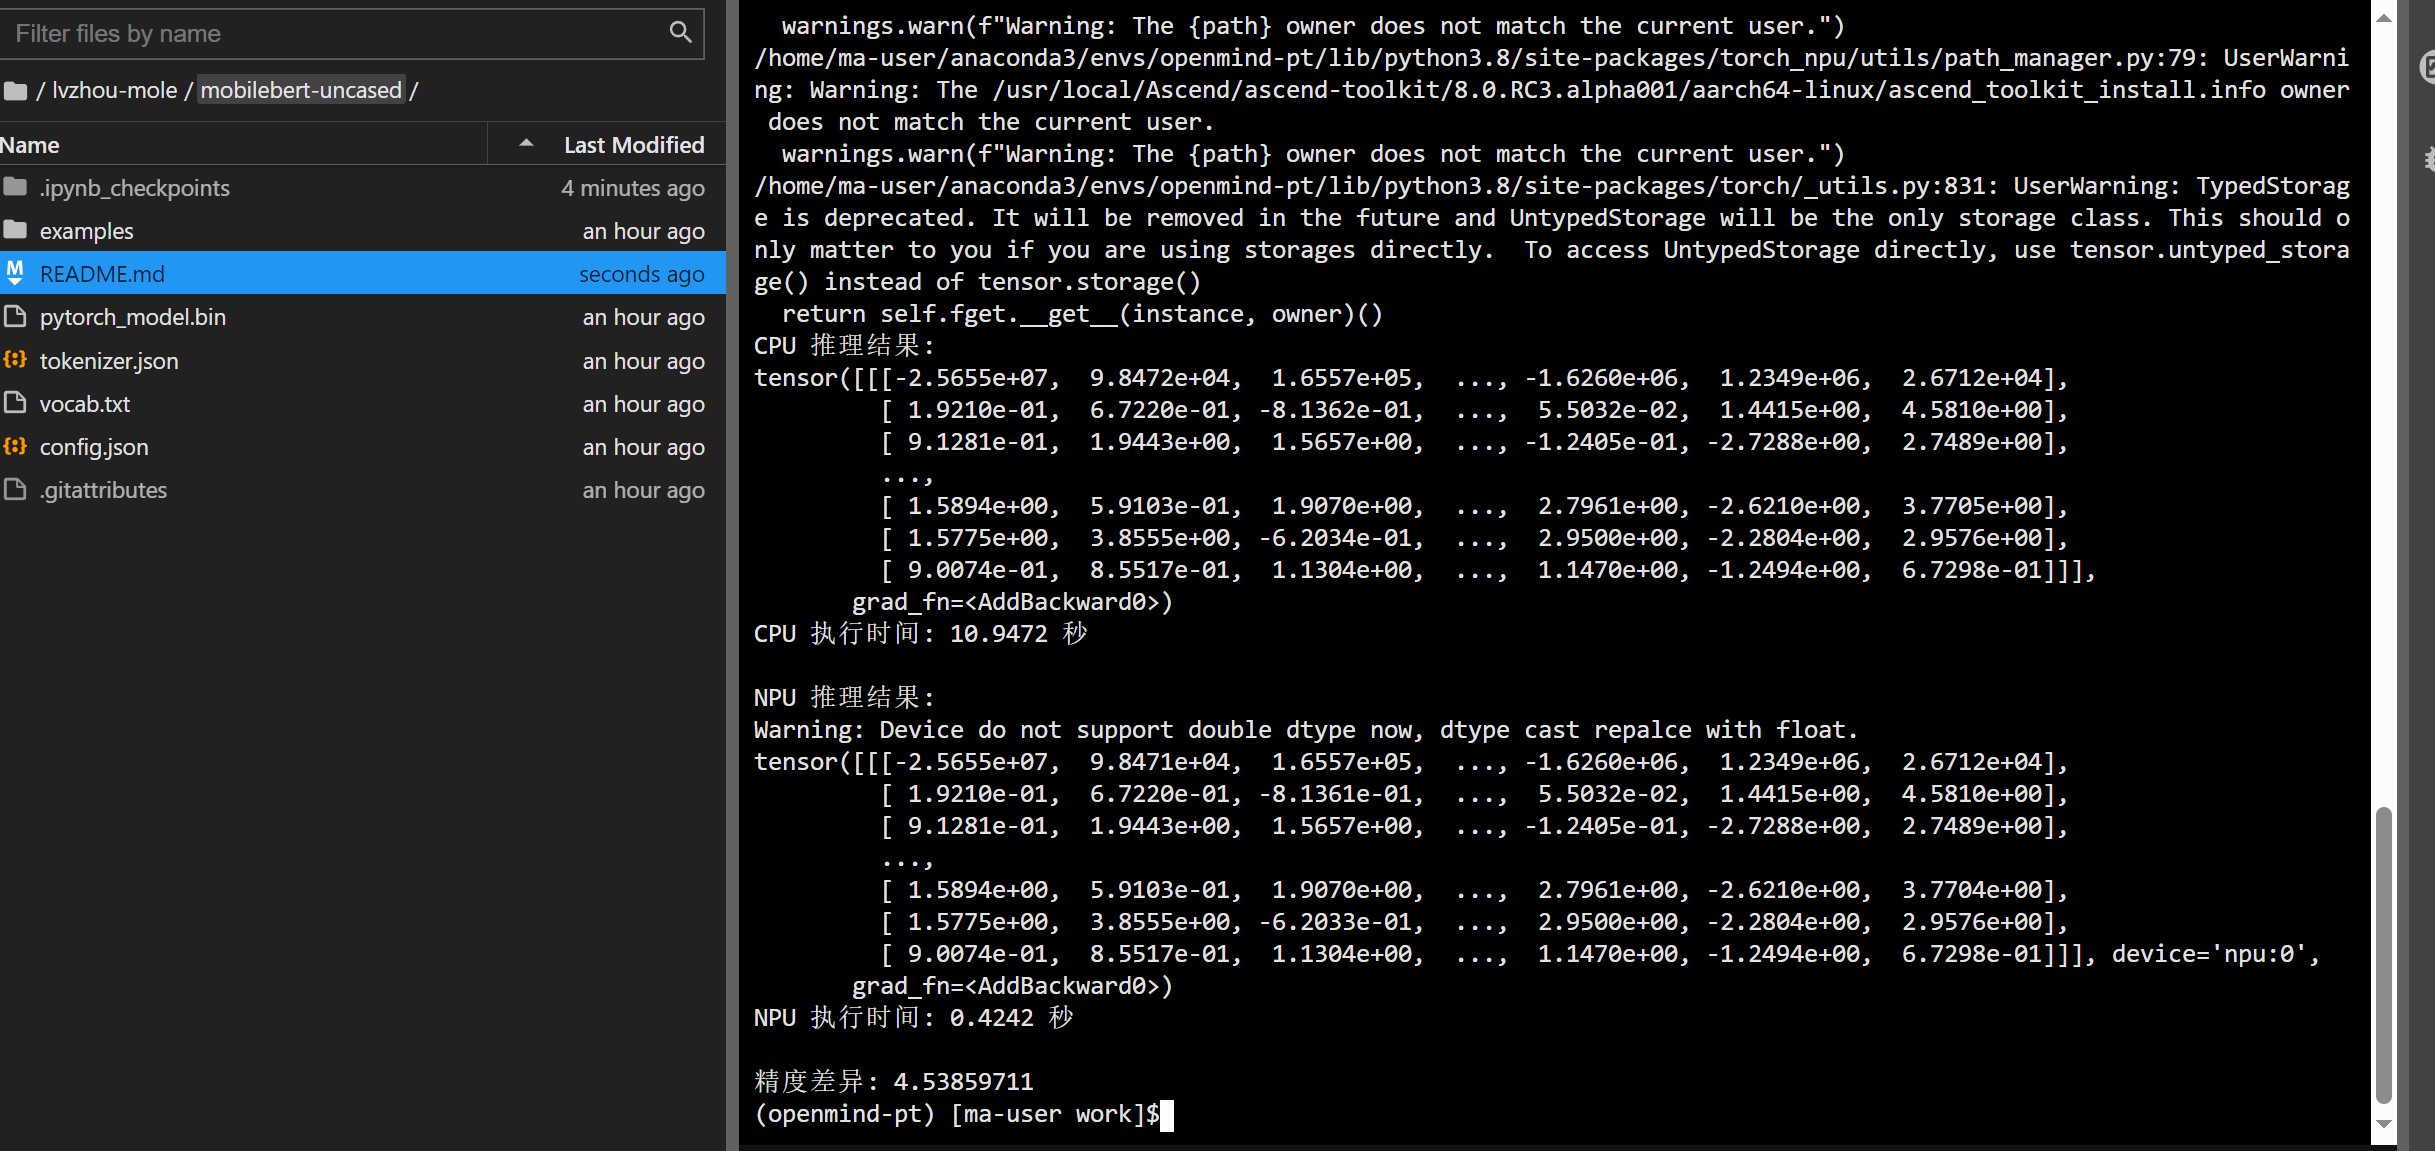 Filter files by name
/ lvzhou-mole / mobilebert-uncased /
Name Last Modified
.ipynb_checkpoints 4 minutes ago
examples an hour ago
README.md seconds ago
pytorch_model.bin an hour ago
tokenizer.json an hour ago
vocab.txt an hour ago
config.json an hour ago
.gitattributes an hour ago
  warnings.warn(f"Warning: The {path} owner does not match the current user.")
/home/ma-user/anaconda3/envs/openmind-pt/lib/python3.8/site-packages/torch_npu/utils/path_manager.py:79: UserWarni
ng: Warning: The /usr/local/Ascend/ascend-toolkit/8.0.RC3.alpha001/aarch64-linux/ascend_toolkit_install.info owner
 does not match the current user.
  warnings.warn(f"Warning: The {path} owner does not match the current user.")
/home/ma-user/anaconda3/envs/openmind-pt/lib/python3.8/site-packages/torch/_utils.py:831: UserWarning: TypedStorag
e is deprecated. It will be removed in the future and UntypedStorage will be the only storage class. This should o
nly matter to you if you are using storages directly.  To access UntypedStorage directly, use tensor.untyped_stora
ge() instead of tensor.storage()
  return self.fget.__get__(instance, owner)()
CPU 推理结果:
tensor([[[-2.5655e+07,  9.8472e+04,  1.6557e+05,  ..., -1.6260e+06,  1.2349e+06,  2.6712e+04],
         [ 1.9210e-01,  6.7220e-01, -8.1362e-01,  ...,  5.5032e-02,  1.4415e+00,  4.5810e+00],
         [ 9.1281e-01,  1.9443e+00,  1.5657e+00,  ..., -1.2405e-01, -2.7288e+00,  2.7489e+00],
         ...,
         [ 1.5894e+00,  5.9103e-01,  1.9070e+00,  ...,  2.7961e+00, -2.6210e+00,  3.7705e+00],
         [ 1.5775e+00,  3.8555e+00, -6.2034e-01,  ...,  2.9500e+00, -2.2804e+00,  2.9576e+00],
         [ 9.0074e-01,  8.5517e-01,  1.1304e+00,  ...,  1.1470e+00, -1.2494e+00,  6.7298e-01]]],
       grad_fn=<AddBackward0>)
CPU 执行时间: 10.9472 秒
NPU 推理结果:
Warning: Device do not support double dtype now, dtype cast repalce with float.
tensor([[[-2.5655e+07,  9.8471e+04,  1.6557e+05,  ..., -1.6260e+06,  1.2349e+06,  2.6712e+04],
         [ 1.9210e-01,  6.7220e-01, -8.1361e-01,  ...,  5.5032e-02,  1.4415e+00,  4.5810e+00],
         [ 9.1281e-01,  1.9443e+00,  1.5657e+00,  ..., -1.2405e-01, -2.7288e+00,  2.7489e+00],
         ...,
         [ 1.5894e+00,  5.9103e-01,  1.9070e+00,  ...,  2.7961e+00, -2.6210e+00,  3.7704e+00],
         [ 1.5775e+00,  3.8555e+00, -6.2033e-01,  ...,  2.9500e+00, -2.2804e+00,  2.9576e+00],
         [ 9.0074e-01,  8.5517e-01,  1.1304e+00,  ...,  1.1470e+00, -1.2494e+00,  6.7298e-01]]], device='npu:0',
       grad_fn=<AddBackward0>)
NPU 执行时间: 0.4242 秒
精度差异: 4.53859711
(openmind-pt) [ma-user work]$